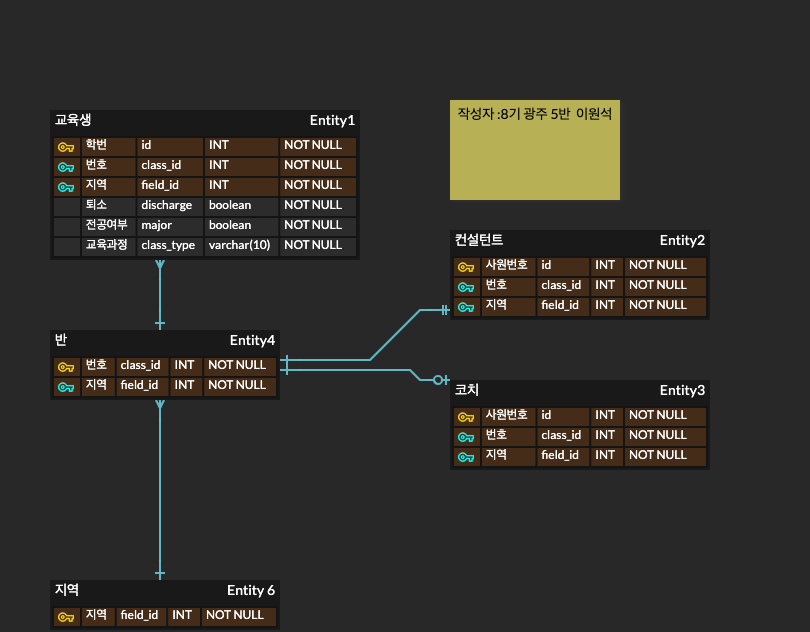 교육생 Entity1
학번 id INT NOT NULL
번호 class_id INT NOT NULL
지역 field_id INT NOT NULL
퇴소 discharge boolean NOT NULL
전공여부 major boolean NOT NULL
교육과정 class_type varchar(10) NOT NULL
작성자 :8기 광주 5반 이원석
컨설턴트 Entity2
사원번호 id INT NOT NULL
번호 class_id INT NOT NULL
지역 field_id INT NOT NULL
반 Entity4
번호 class_id INT NOT NULL
지역 field_id INT NOT NULL
코치 Entity3
사원번호 id INT NOT NULL
번호 class_id INT NOT NULL
지역 field_id INT NOT NULL
지역 Entity 6
지역 field_id INT NOT NULL